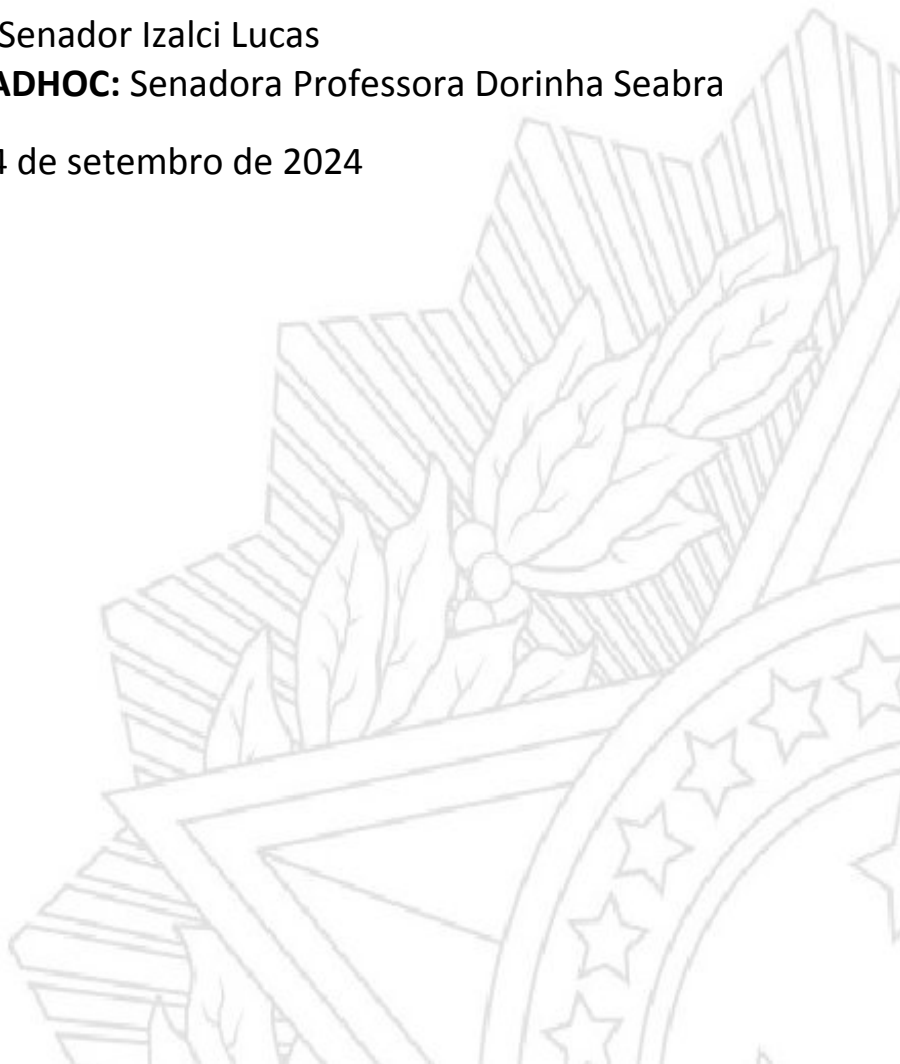 Senador Izalci Lucas
ADHOC: Senadora Professora Dorinha Seabra
4 de setembro de 2024